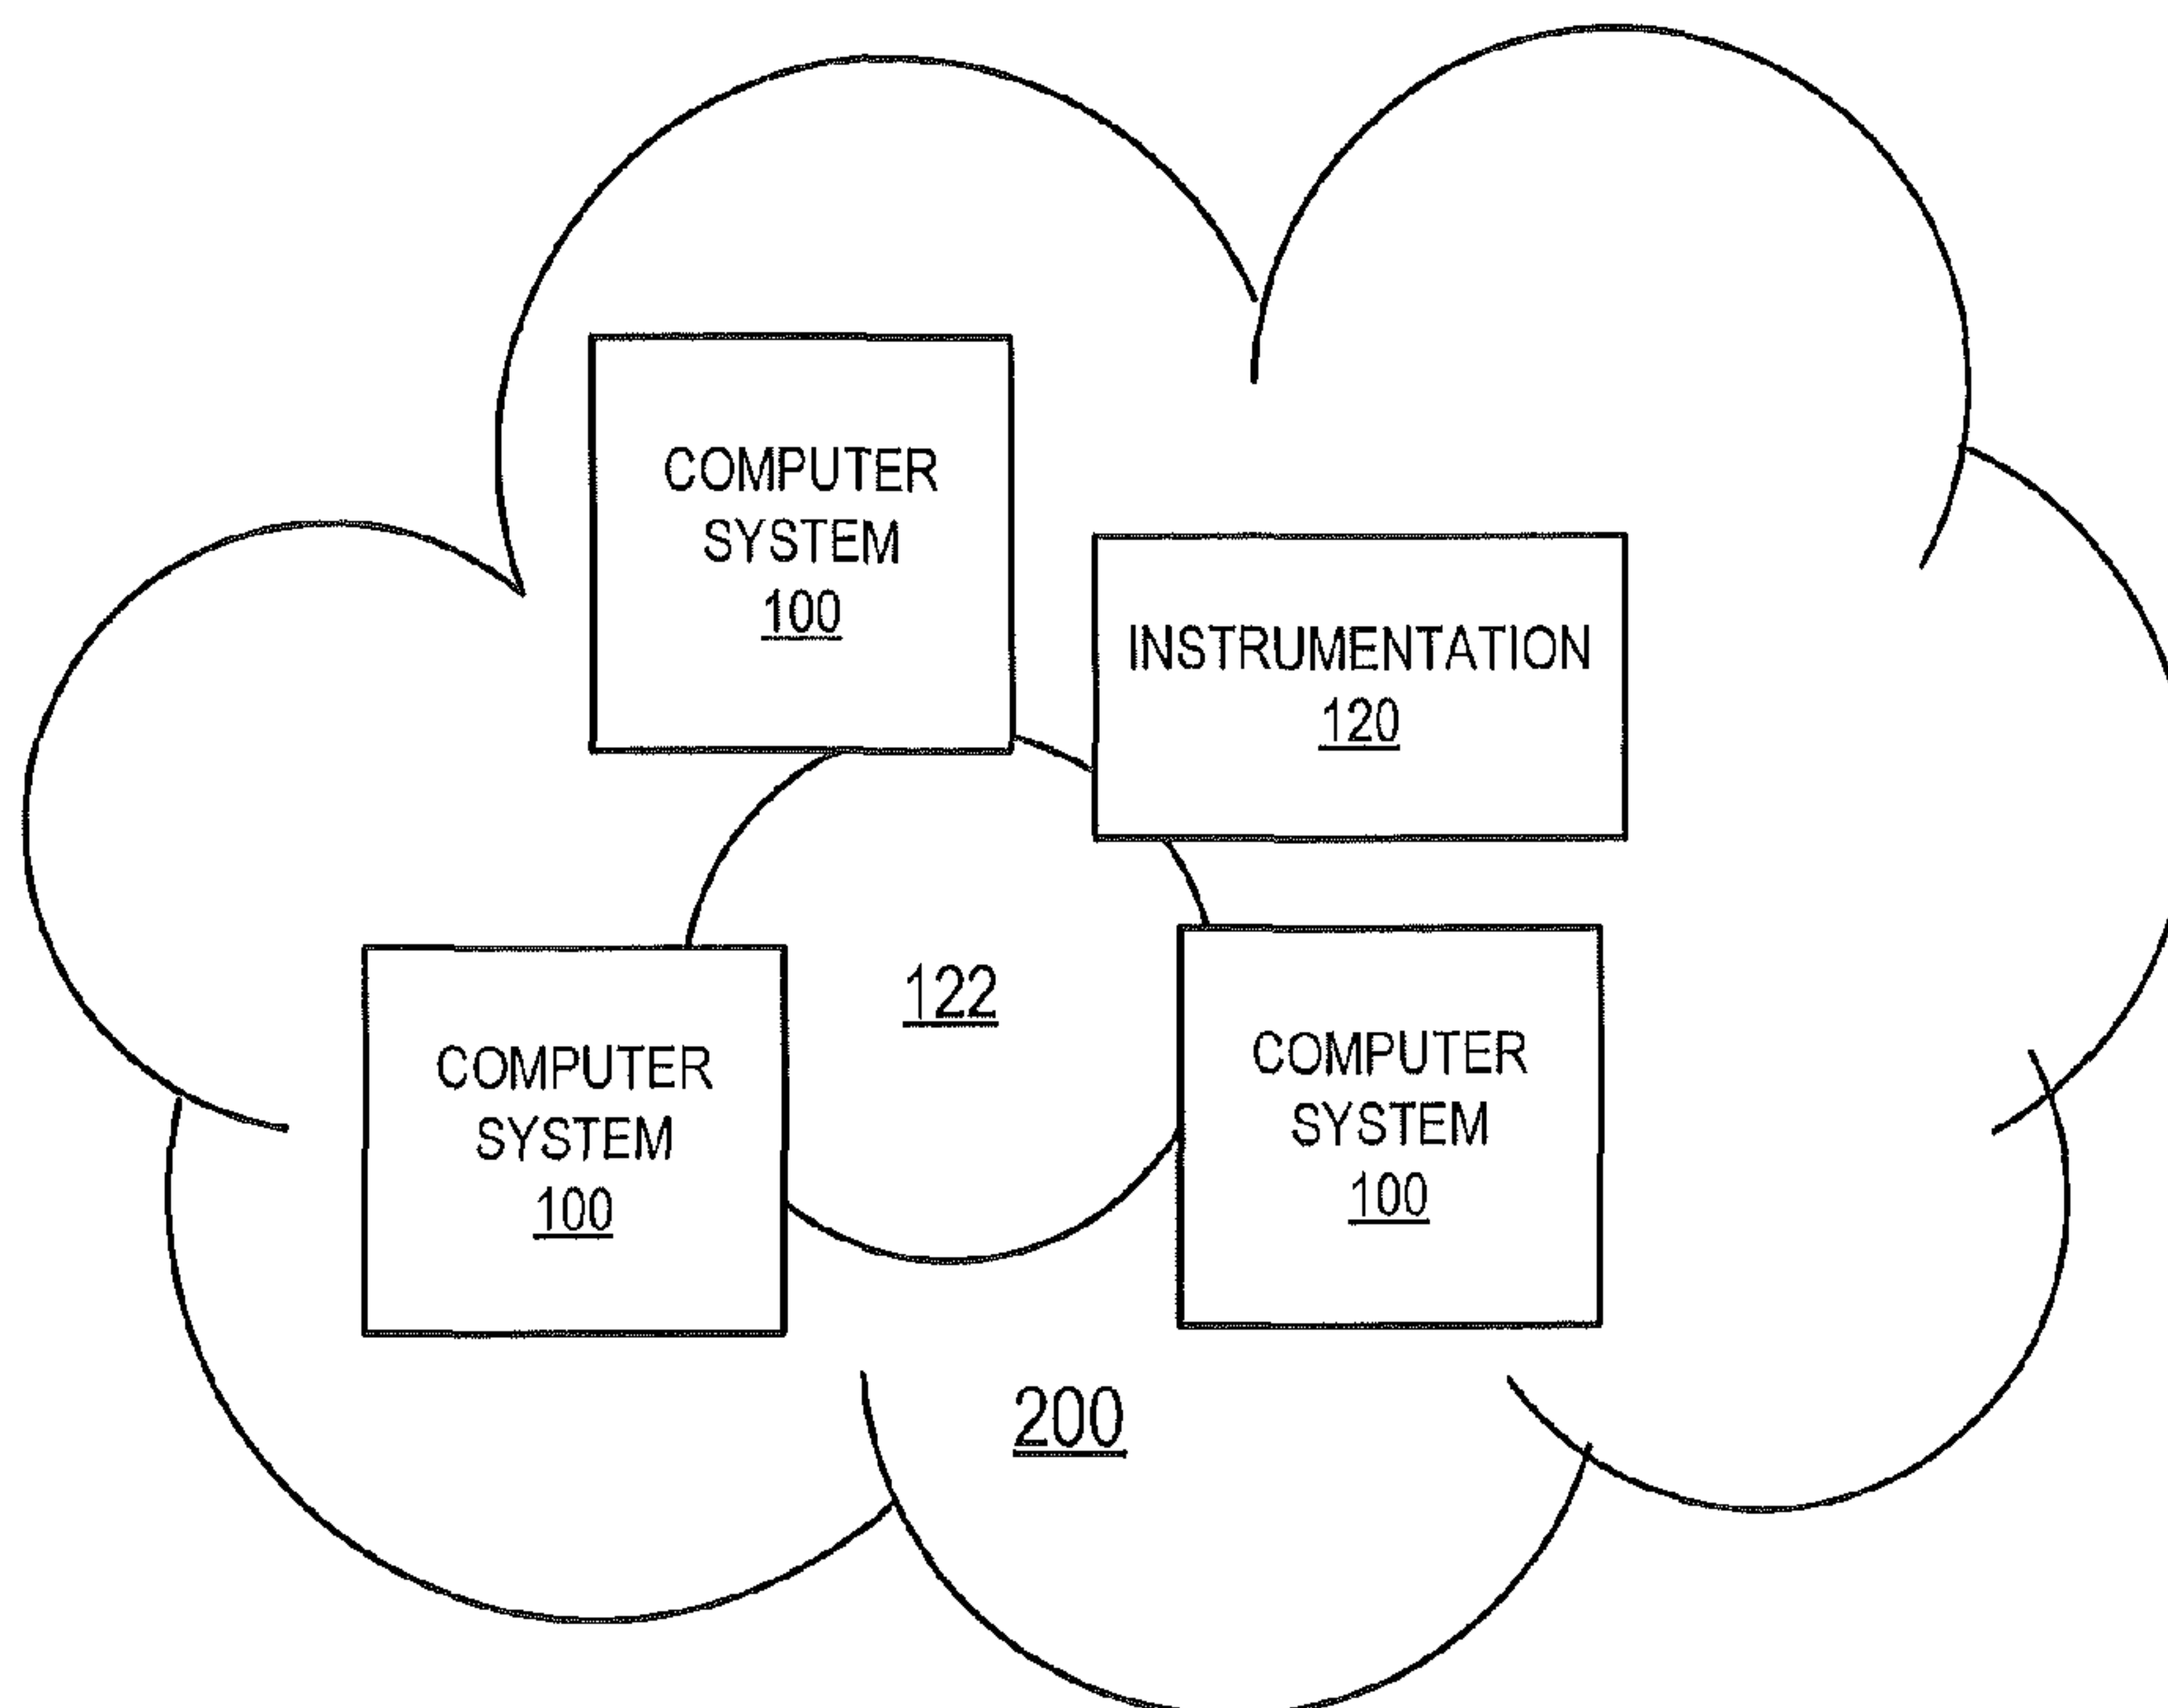 COMPUTER
SYSTEM
100
INSTRUMENTATION
120
122
COMPUTER
SYSTEM
100
COMPUTER
SYSTEM
100
200